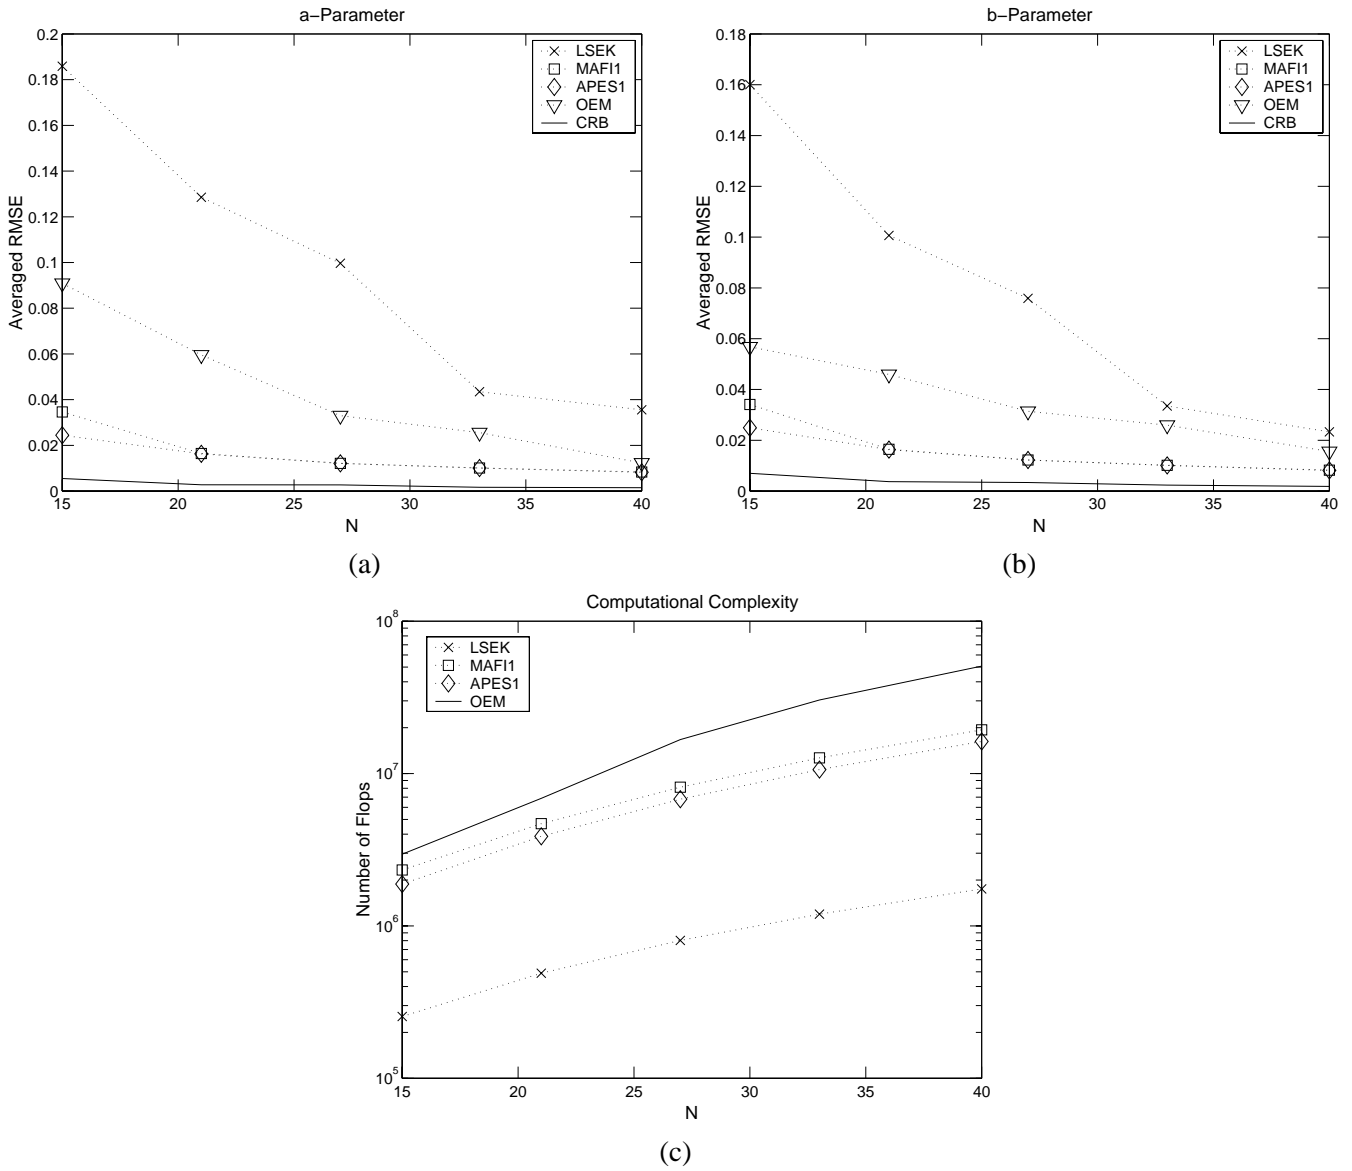 a−Parameter
0.2
0.18
0.16
0.14
0.12
0.1
0.08
0.06
0.04
0.02
0
Averaged RMSE
15
20
25
30
35
40
N
LSEK
MAFI1
APES1
OEM
CRB
(a)
b−Parameter
0.18
0.16
0.14
0.12
0.1
0.08
0.06
0.04
0.02
0
Averaged RMSE
15
20
25
30
35
40
N
LSEK
MAFI1
APES1
OEM
CRB
(b)
Computational Complexity
10^8
10^7
10^6
10^5
Number of Flops
15
20
25
30
35
40
N
LSEK
MAFI1
APES1
OEM
(c)